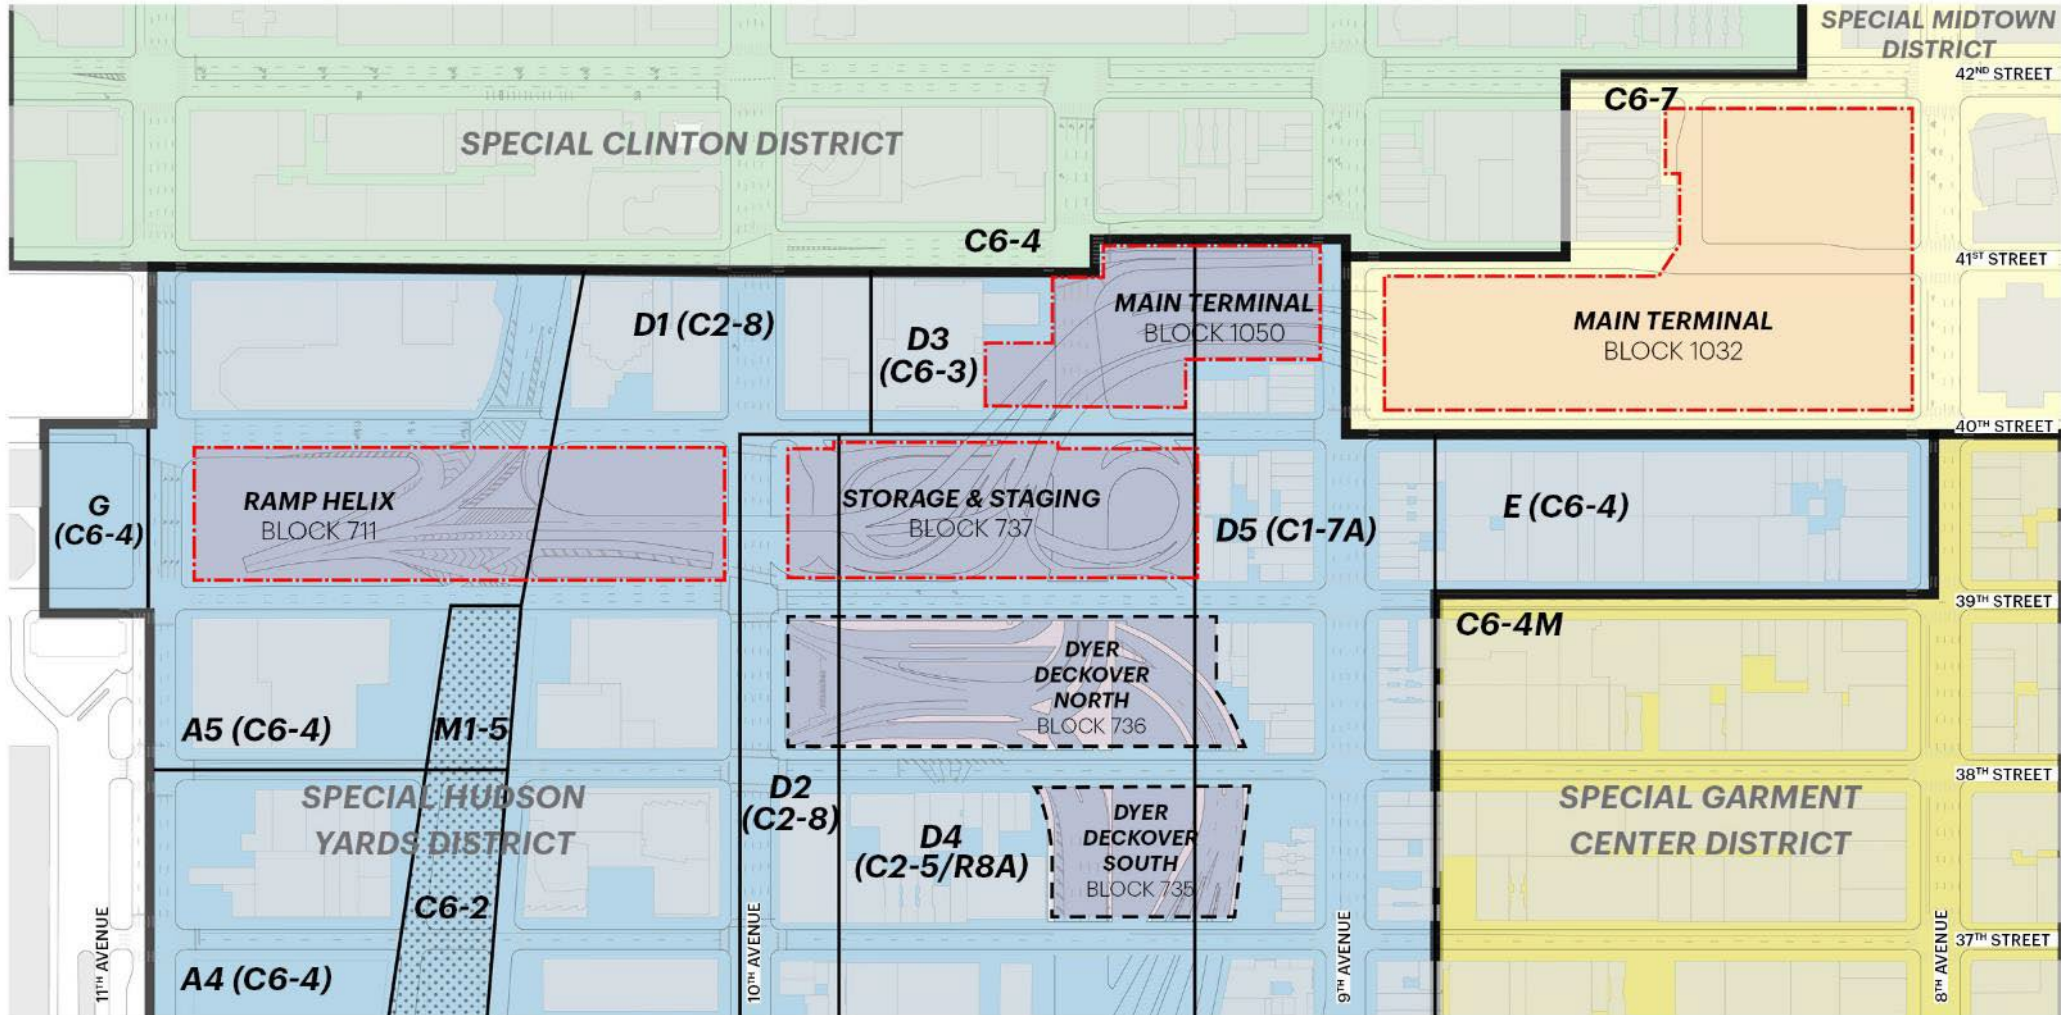 SPECIAL MIDTOWN
DISTRICT
42ND STREET
C6-7
SPECIAL CLINTON DISTRICT
C6-4
41ST STREET
D1 (C2-8)
D3
(C6-3)
MAIN TERMINAL
BLOCK 1050
MAIN TERMINAL
BLOCK 1032
40TH STREET
G
(C6-4)
RAMP HELIX
BLOCK 711
STORAGE & STAGING
BLOCK 737
D5 (C1-7A)
E (C6-4)
39TH STREET
C6-4M
DYER
DECKOVER
NORTH
BLOCK 736
A5 (C6-4)
M1-5
38TH STREET
SPECIAL HUDSON
YARDS DISTRICT
D2
(C2-8)
D4
(C2-5/R8A)
DYER
DECKOVER
SOUTH
BLOCK 735
SPECIAL GARMENT
CENTER DISTRICT
C6-2
37TH STREET
A4 (C6-4)
11TH AVENUE
10TH AVENUE
9TH AVENUE
8TH AVENUE